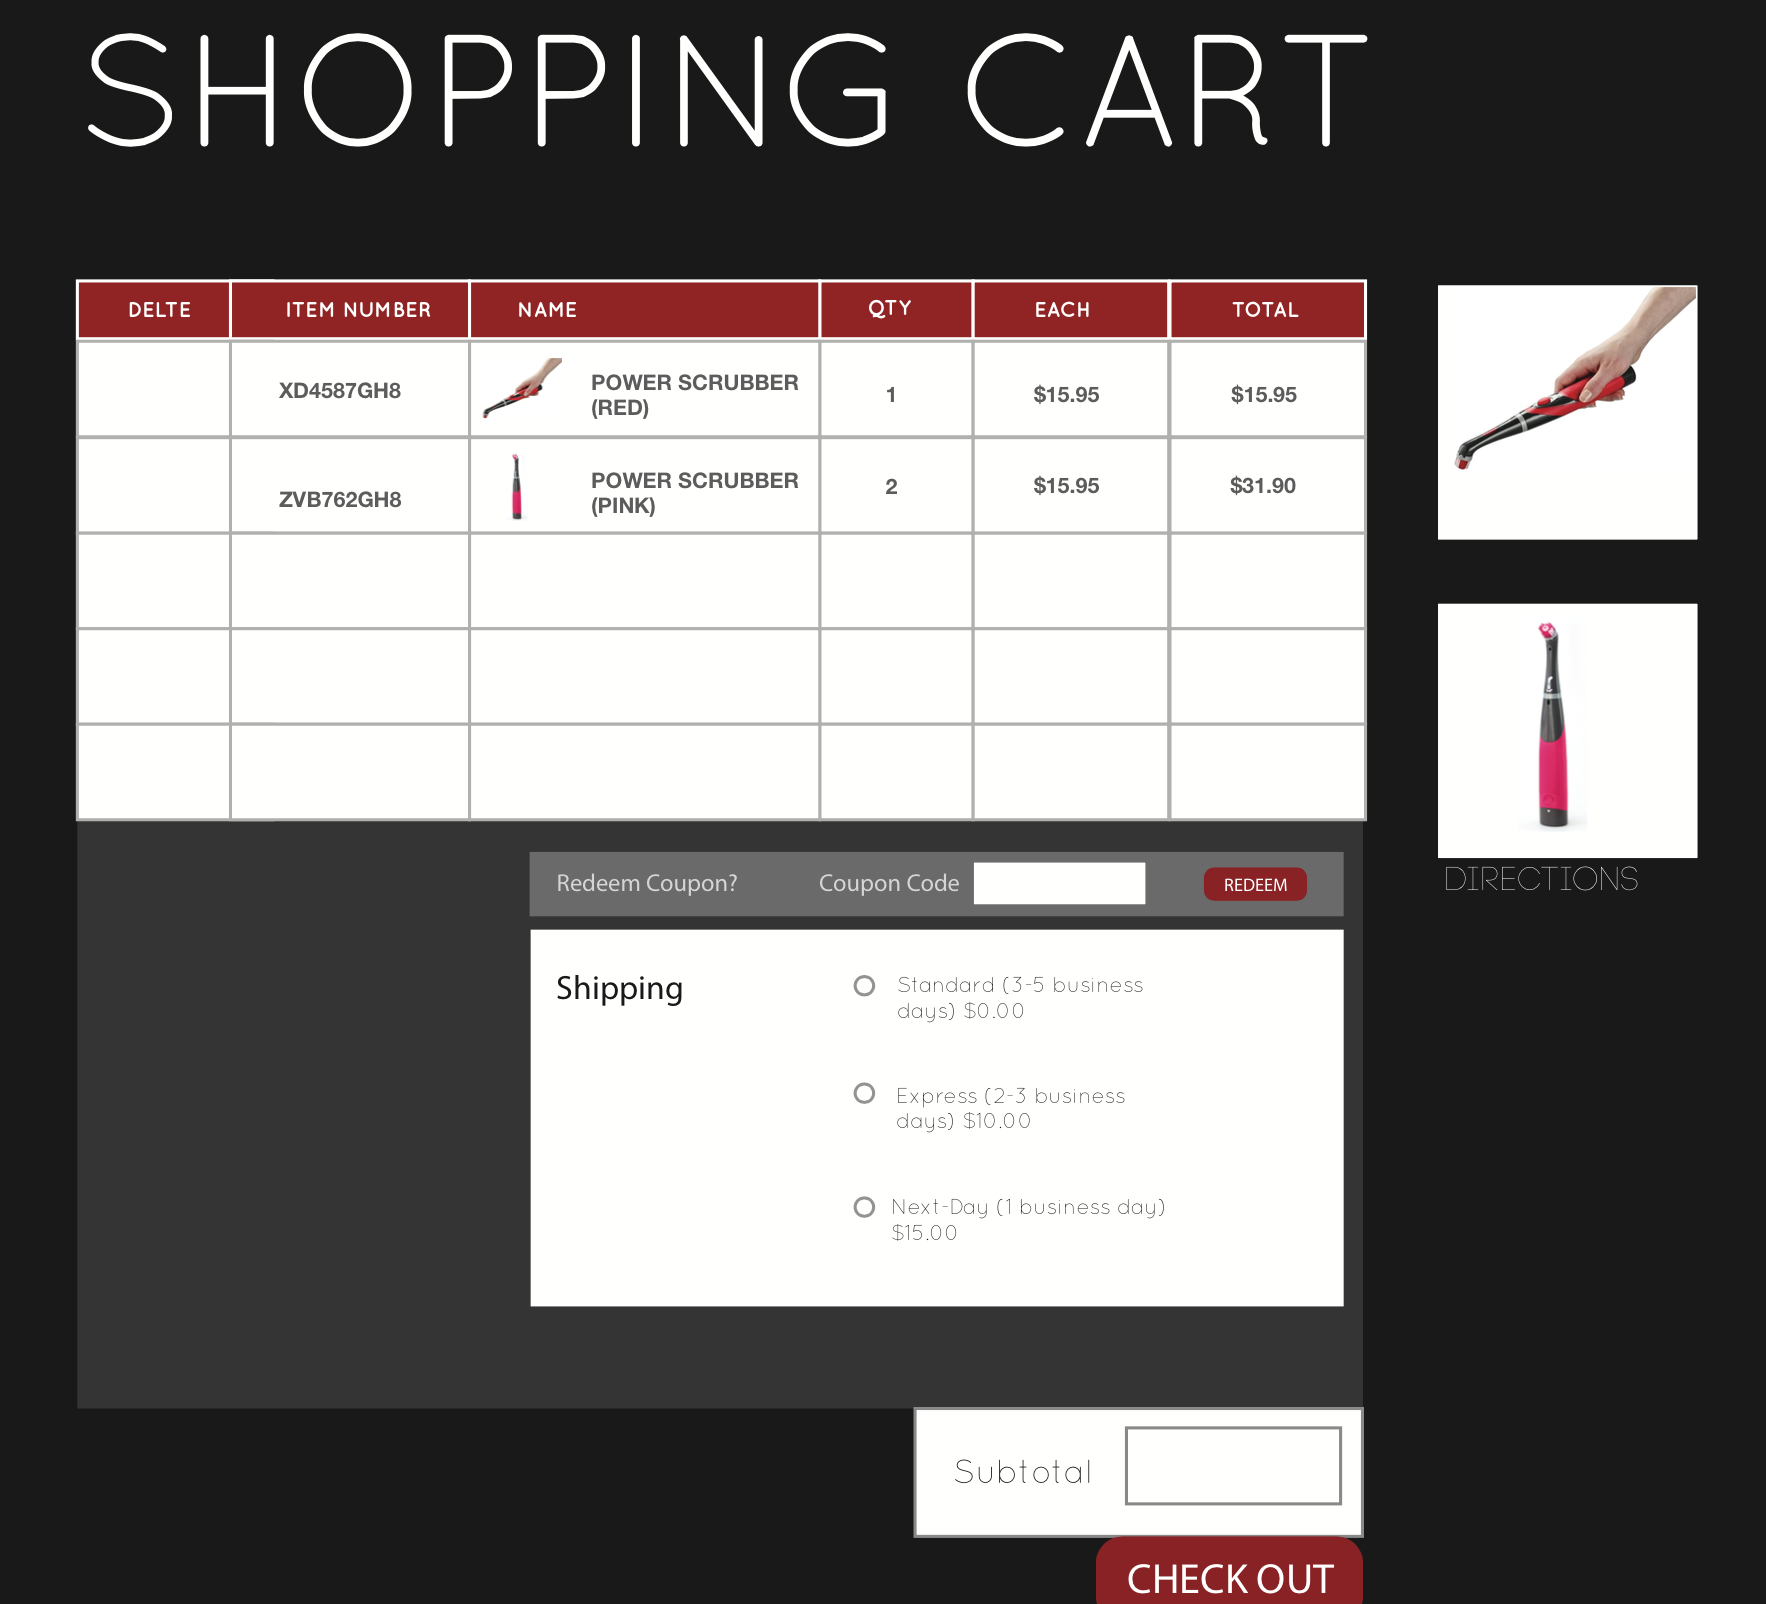 SHOPPING CART
DELTE ITEM NUMBER NAME QTY EACH TOTAL
XD4587GH8 POWER SCRUBBER 1 $15.95 $15.95
(RED)
ZVB762GH8 POWER SCRUBBER 2 $15.95 $31.90
(PINK)
Redeem Coupon? Coupon Code REDEEM
DIRECTIONS
Shipping
Standard (3-5 business
days) $0.00
Express (2-3 business
days) $10.00
Next-Day (1 business day)
$15.00
Subtotal
CHECK OUT